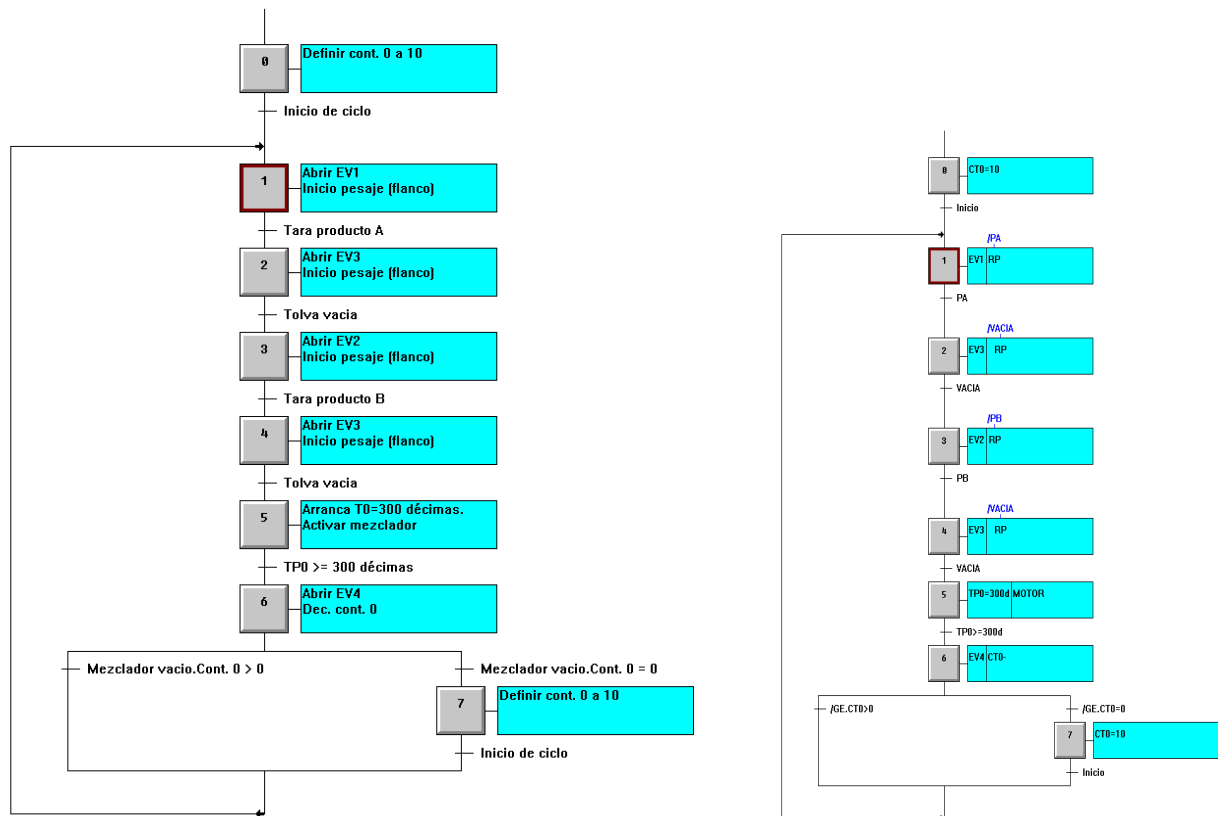 0
Definir cont. 0 a 10
Inicio de ciclo
1
Abrir EV1
Inicio pesaje (flanco)
Tara producto A
2
Abrir EV3
Inicio pesaje (flanco)
Tolva vacia
3
Abrir EV2
Inicio pesaje (flanco)
Tara producto B
4
Abrir EV3
Inicio pesaje (flanco)
Tolva vacia
5
Arranca T0=300 décimas.
Activar mezclador
TP0 >= 300 décimas
6
Abrir EV4
Dec. cont. 0
Mezclador vacio.Cont. 0 > 0
Mezclador vacio.Cont. 0 = 0
7
Definir cont. 0 a 10
Inicio de ciclo
0
CT0=10
Inicio
/PA
1
EV1 RP
PA
/VACIA
2
EV3 RP
VACIA
/PB
3
EV2 RP
PB
/VACIA
4
EV3 RP
VACIA
5
TP0=300d MOTOR
TP0>=300d
6
EV4 CT0-
/GE.CT0>0
/GE.CT0=0
7
CT0=10
Inicio